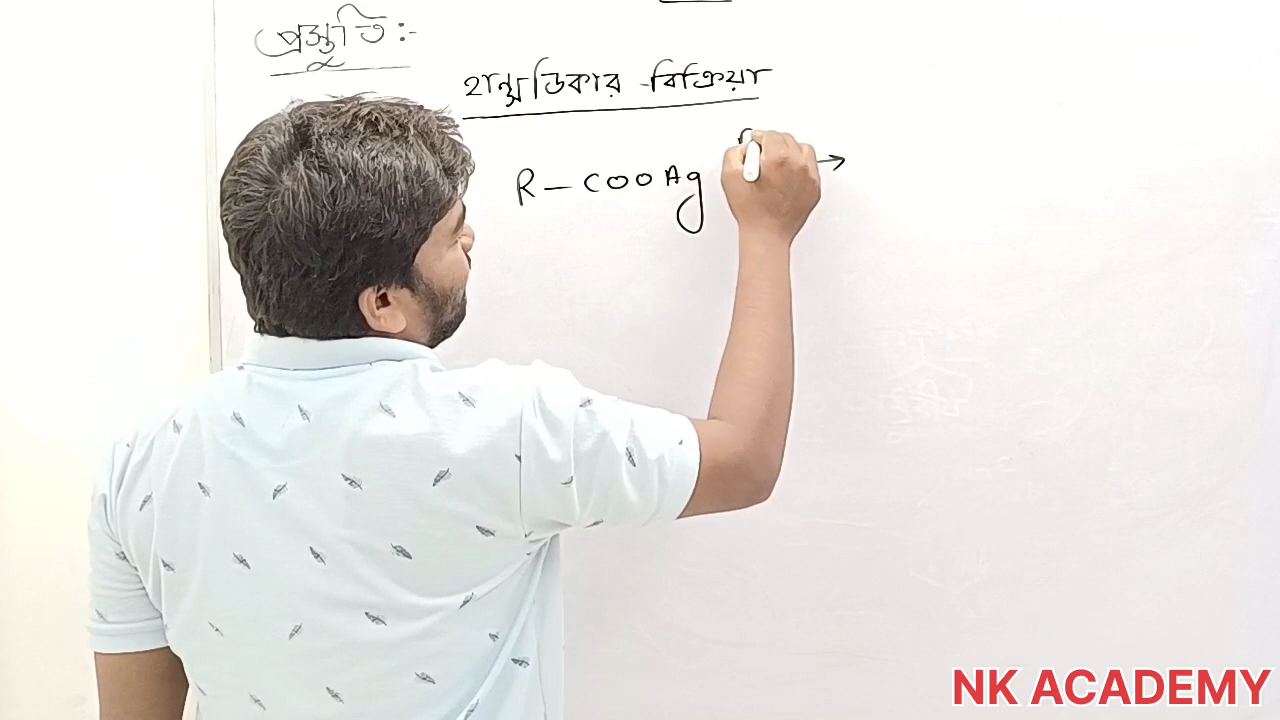 প্রস্তুতি :-
হান্সডিকার বিক্রিয়া
R - COOAg →
NK ACADEMY